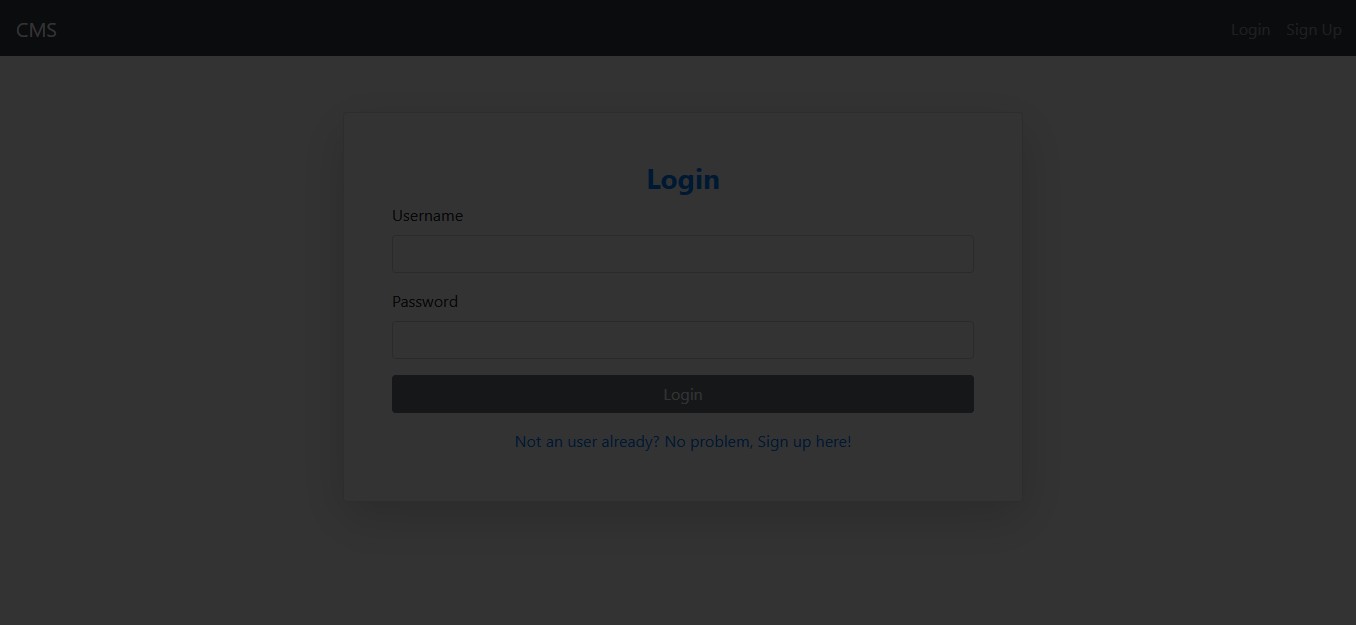 CMS
Login
Sign Up
Login
Username
Password
Login
Not an user already? No problem, Sign up here!